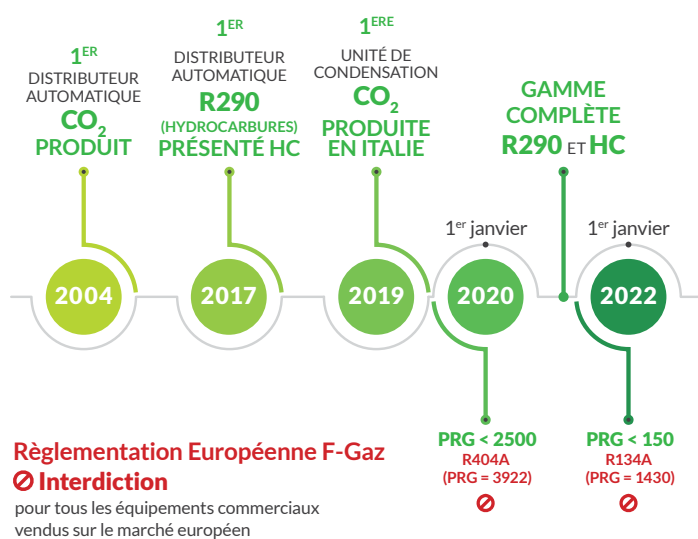 1ER
DISTRIBUTEUR
AUTOMATIQUE
CO2
PRODUIT
1ER
DISTRIBUTEUR
AUTOMATIQUE
R290
(HYDROCARBURES)
PRÉSENTÉ HC
1ERE
UNITÉ DE
CONDENSATION
CO2
PRODUITE
EN ITALIE
GAMME
COMPLÈTE
R290 ET HC
1er janvier
1er janvier
2004
2017
2019
2020
2022
PRG < 2500
R404A
(PRG = 3922)
PRG < 150
R134A
(PRG = 1430)
Règlementation Européenne F-Gaz
Interdiction
pour tous les équipements commerciaux
vendus sur le marché européen